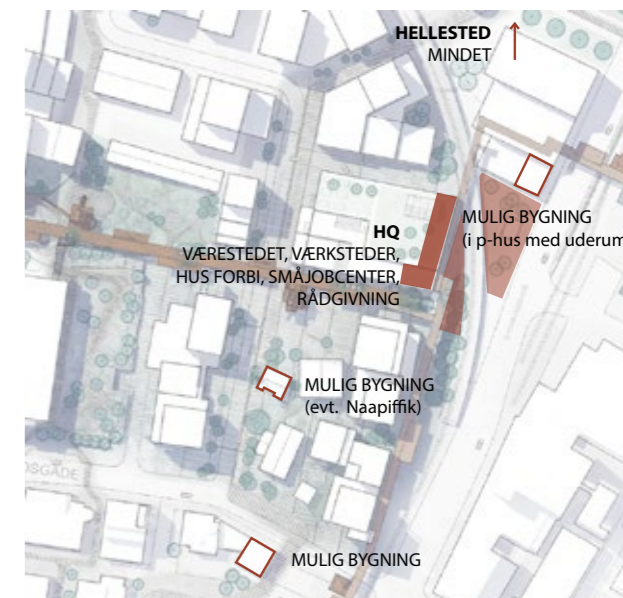 HELLESTED
MINDET
HQ
VÆRESTEDET, VÆRKSTEDER,
HUS FORBI, SMÅJOBCENTER,
RÅDGIVNING
MULIG BYGNING
(i p-hus med uderum
MULIG BYGNING
(evt. Naapiffik)
OSGADE
MULIG BYGNING